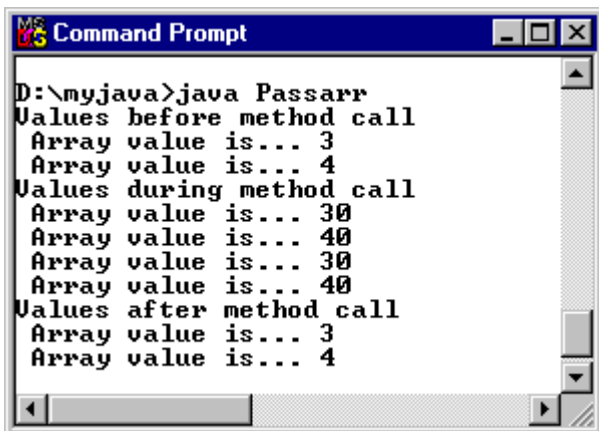 Command Prompt
D:\myjava>java Passarr
Values before method call
Array value is... 3
Array value is... 4
Values during method call
Array value is... 30
Array value is... 40
Array value is... 30
Array value is... 40
Values after method call
Array value is... 3
Array value is... 4